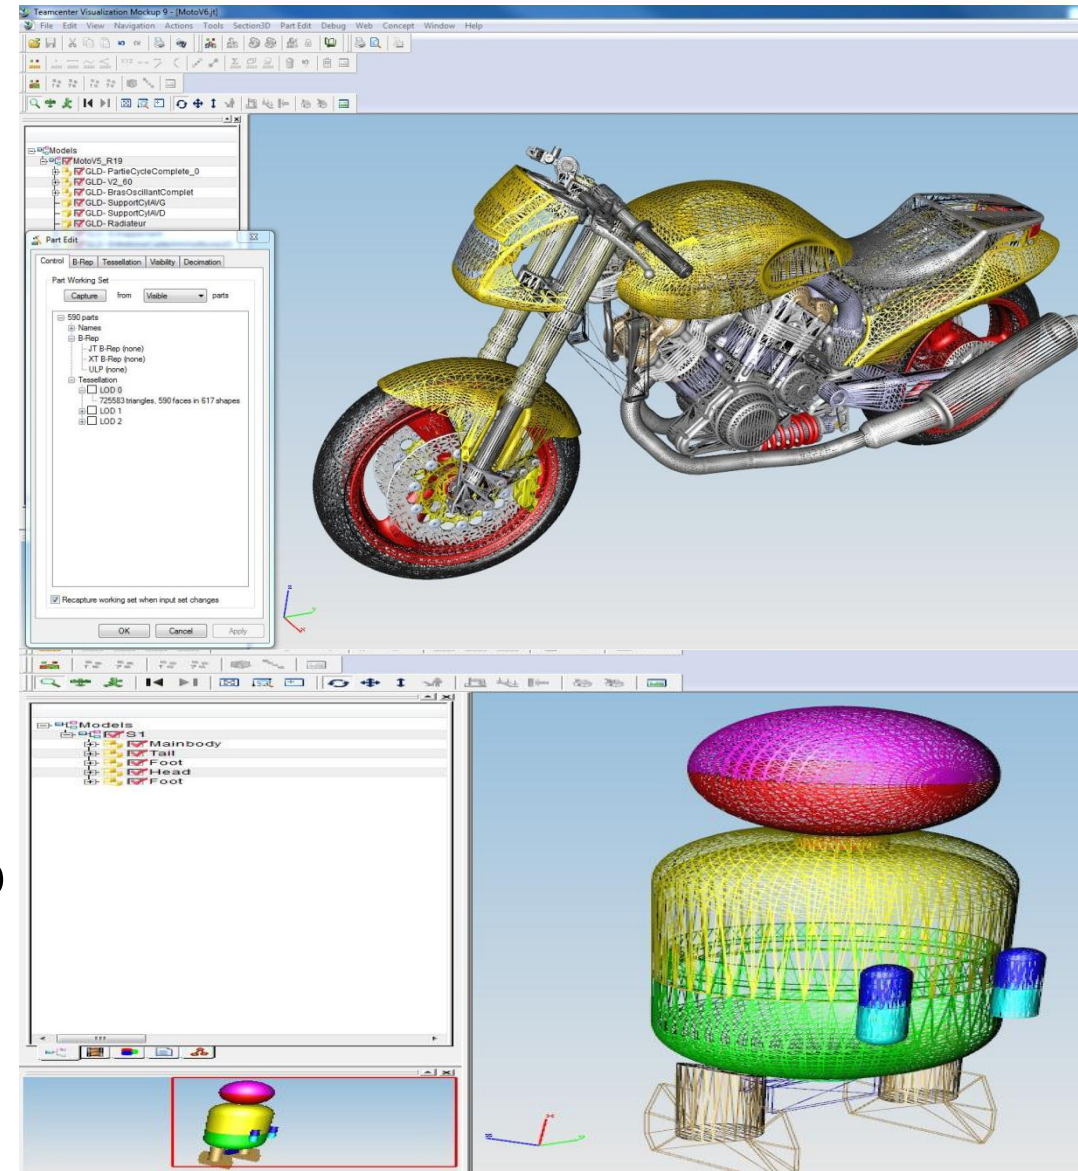 Teamcenter Visualization Mockup 9 - [MotoV6.jt]
File Edit View Navigation Actions Tools Section3D Part Edit Debug Web Concept Window Help
Models
MotoV5_R19
GLD- PartieCycleComplete_0
GLD- V2_60
GLD- BrasOscillantComplet
GLD- SupportCylAVG
GLD- SupportCylAVD
GLD- Radiateur
Part Edit
Control B-Rep Tessellation Visibility Decimation
Part Working Set
Capture from Visible parts
590 parts
Names
B-Rep
JT B-Rep (none)
XT B-Rep (none)
ULP (none)
Tessellation
LOD 0
725583 triangles, 590 faces in 617 shapes
LOD 1
LOD 2
Recapture working set when input set changes
OK Cancel Apply
Models
S1
Mainbody
Tail
Foot
Head
Foot